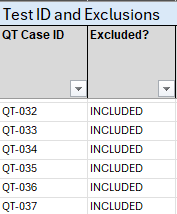 Test ID and Exclusions
QT Case ID Excluded?
QT-032 INCLUDED
QT-033 INCLUDED
QT-034 INCLUDED
QT-035 INCLUDED
QT-036 INCLUDED
QT-037 INCLUDED